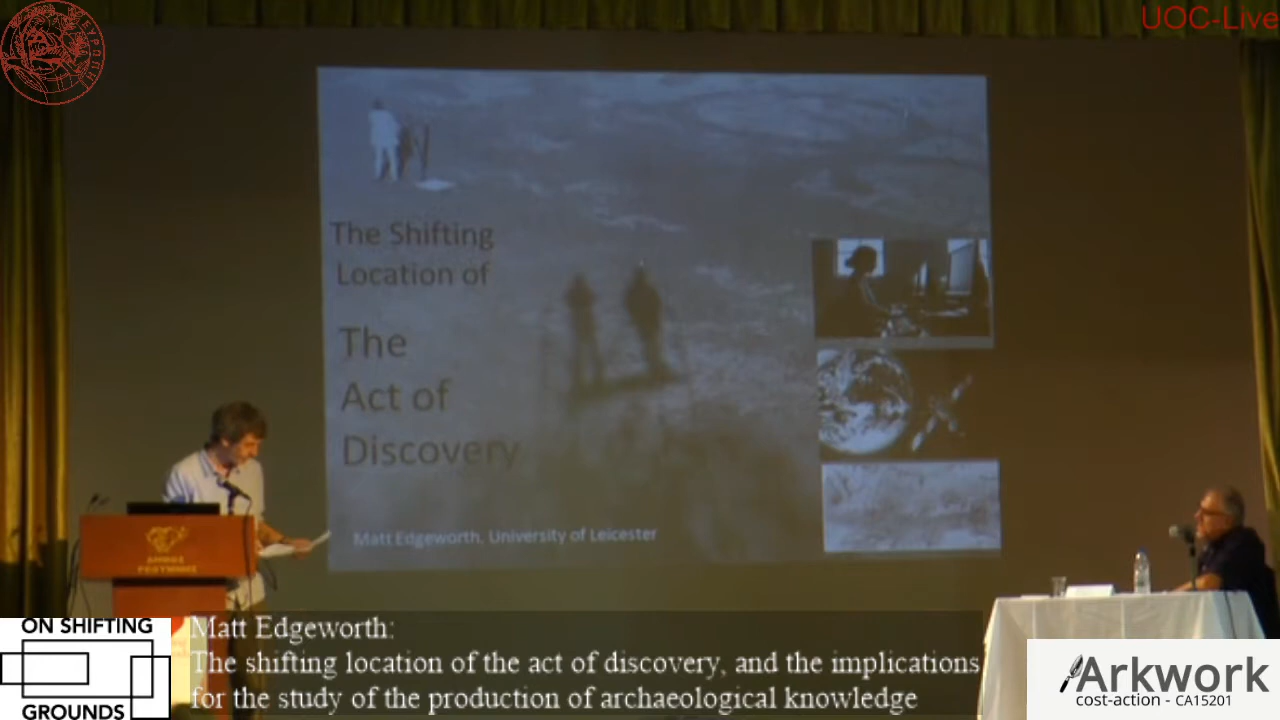 UOC-Live
The Shifting
Location of
The
Act of
Discovery
Matt Edgeworth, University of Leicester
ΔΗΜΟΣ
ΡΕΘΥΜΝΗΣ
ON SHIFTING
GROUNDS
Matt Edgeworth:
The shifting location of the act of discovery, and the implications
for the study of the production of archaeological knowledge
Arkwork
cost-action - CA15201